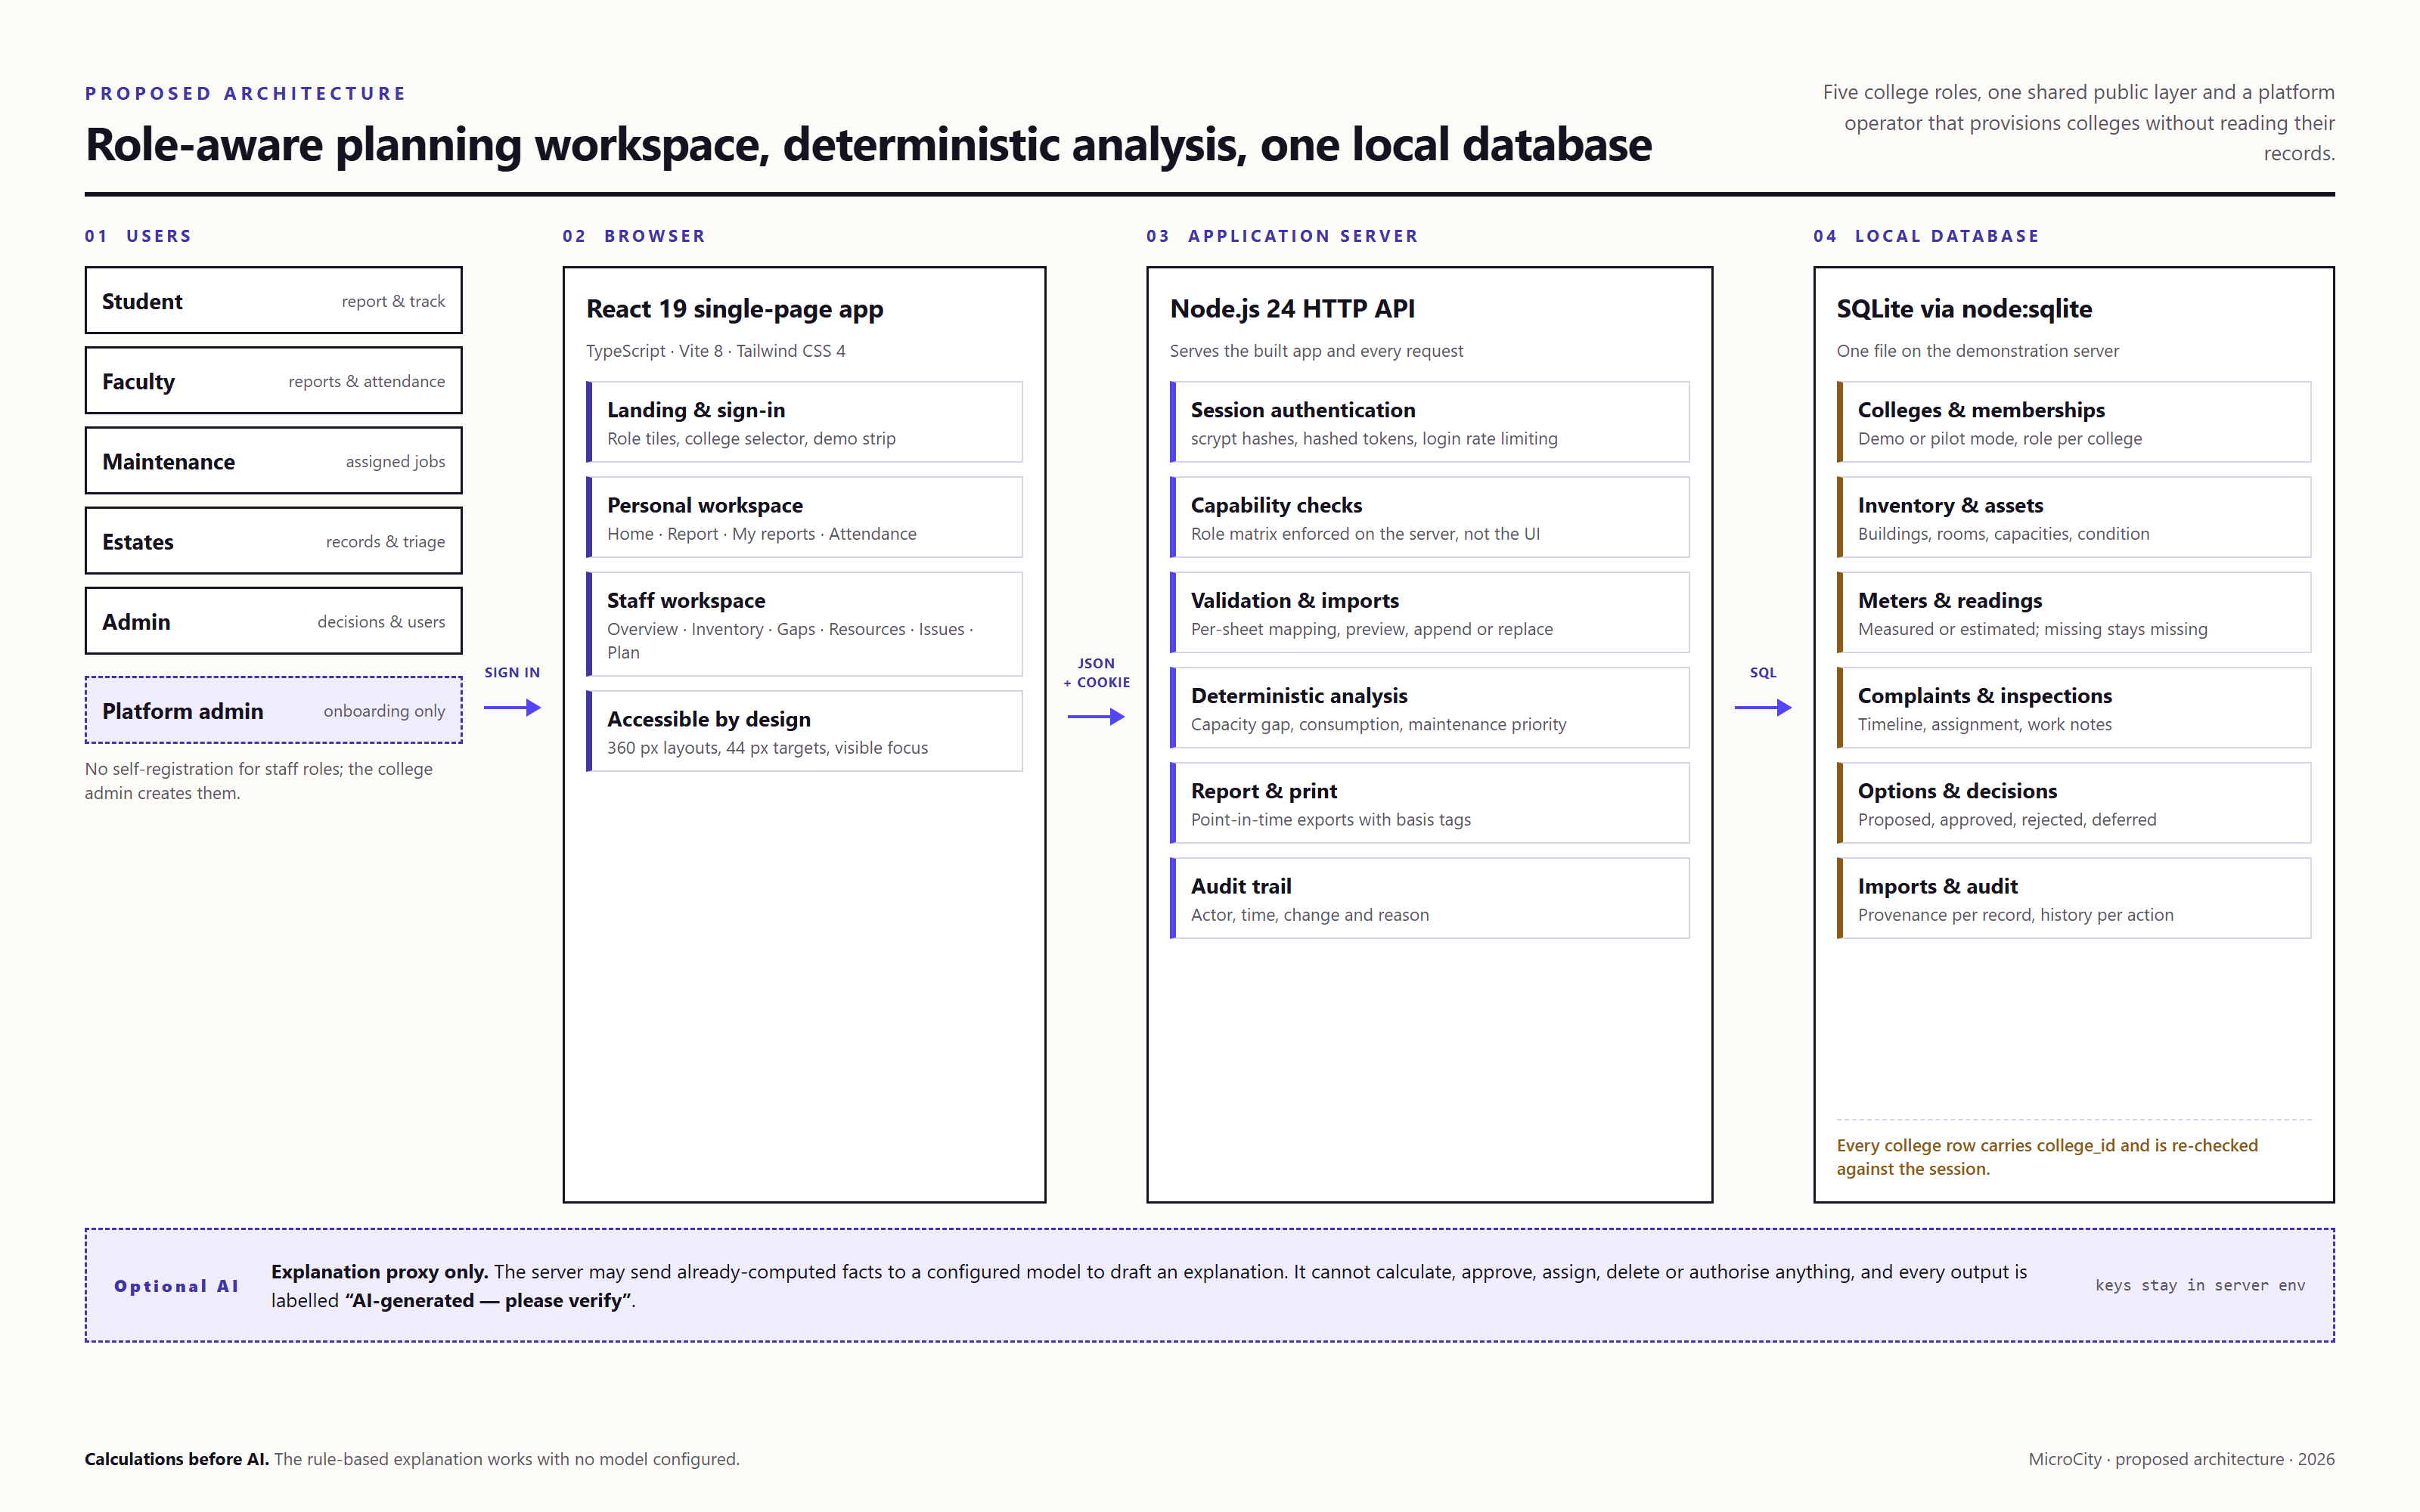 PROPOSED ARCHITECTURE
Role-aware planning workspace, deterministic analysis, one local database
Five college roles, one shared public layer and a platform
operator that provisions colleges without reading their
records.
01 USERS
Student report & track
Faculty reports & attendance
Maintenance assigned jobs
Estates records & triage
Admin decisions & users
Platform admin onboarding only
No self-registration for staff roles; the college
admin creates them.
SIGN IN
02 BROWSER
React 19 single-page app
TypeScript · Vite 8 · Tailwind CSS 4
Landing & sign-in
Role tiles, college selector, demo strip
Personal workspace
Home · Report · My reports · Attendance
Staff workspace
Overview · Inventory · Gaps · Resources · Issues ·
Plan
Accessible by design
360 px layouts, 44 px targets, visible focus
JSON
+ COOKIE
03 APPLICATION SERVER
Node.js 24 HTTP API
Serves the built app and every request
Session authentication
scrypt hashes, hashed tokens, login rate limiting
Capability checks
Role matrix enforced on the server, not the UI
Validation & imports
Per-sheet mapping, preview, append or replace
Deterministic analysis
Capacity gap, consumption, maintenance priority
Report & print
Point-in-time exports with basis tags
Audit trail
Actor, time, change and reason
SQL
04 LOCAL DATABASE
SQLite via node:sqlite
One file on the demonstration server
Colleges & memberships
Demo or pilot mode, role per college
Inventory & assets
Buildings, rooms, capacities, condition
Meters & readings
Measured or estimated; missing stays missing
Complaints & inspections
Timeline, assignment, work notes
Options & decisions
Proposed, approved, rejected, deferred
Imports & audit
Provenance per record, history per action
Every college row carries college_id and is re-checked
against the session.
Optional AI
Explanation proxy only. The server may send already-computed facts to a configured model to draft an explanation. It cannot calculate, approve, assign, delete or authorise anything, and every output is
labelled “AI-generated — please verify”.
keys stay in server env
Calculations before AI. The rule-based explanation works with no model configured.
MicroCity · proposed architecture · 2026